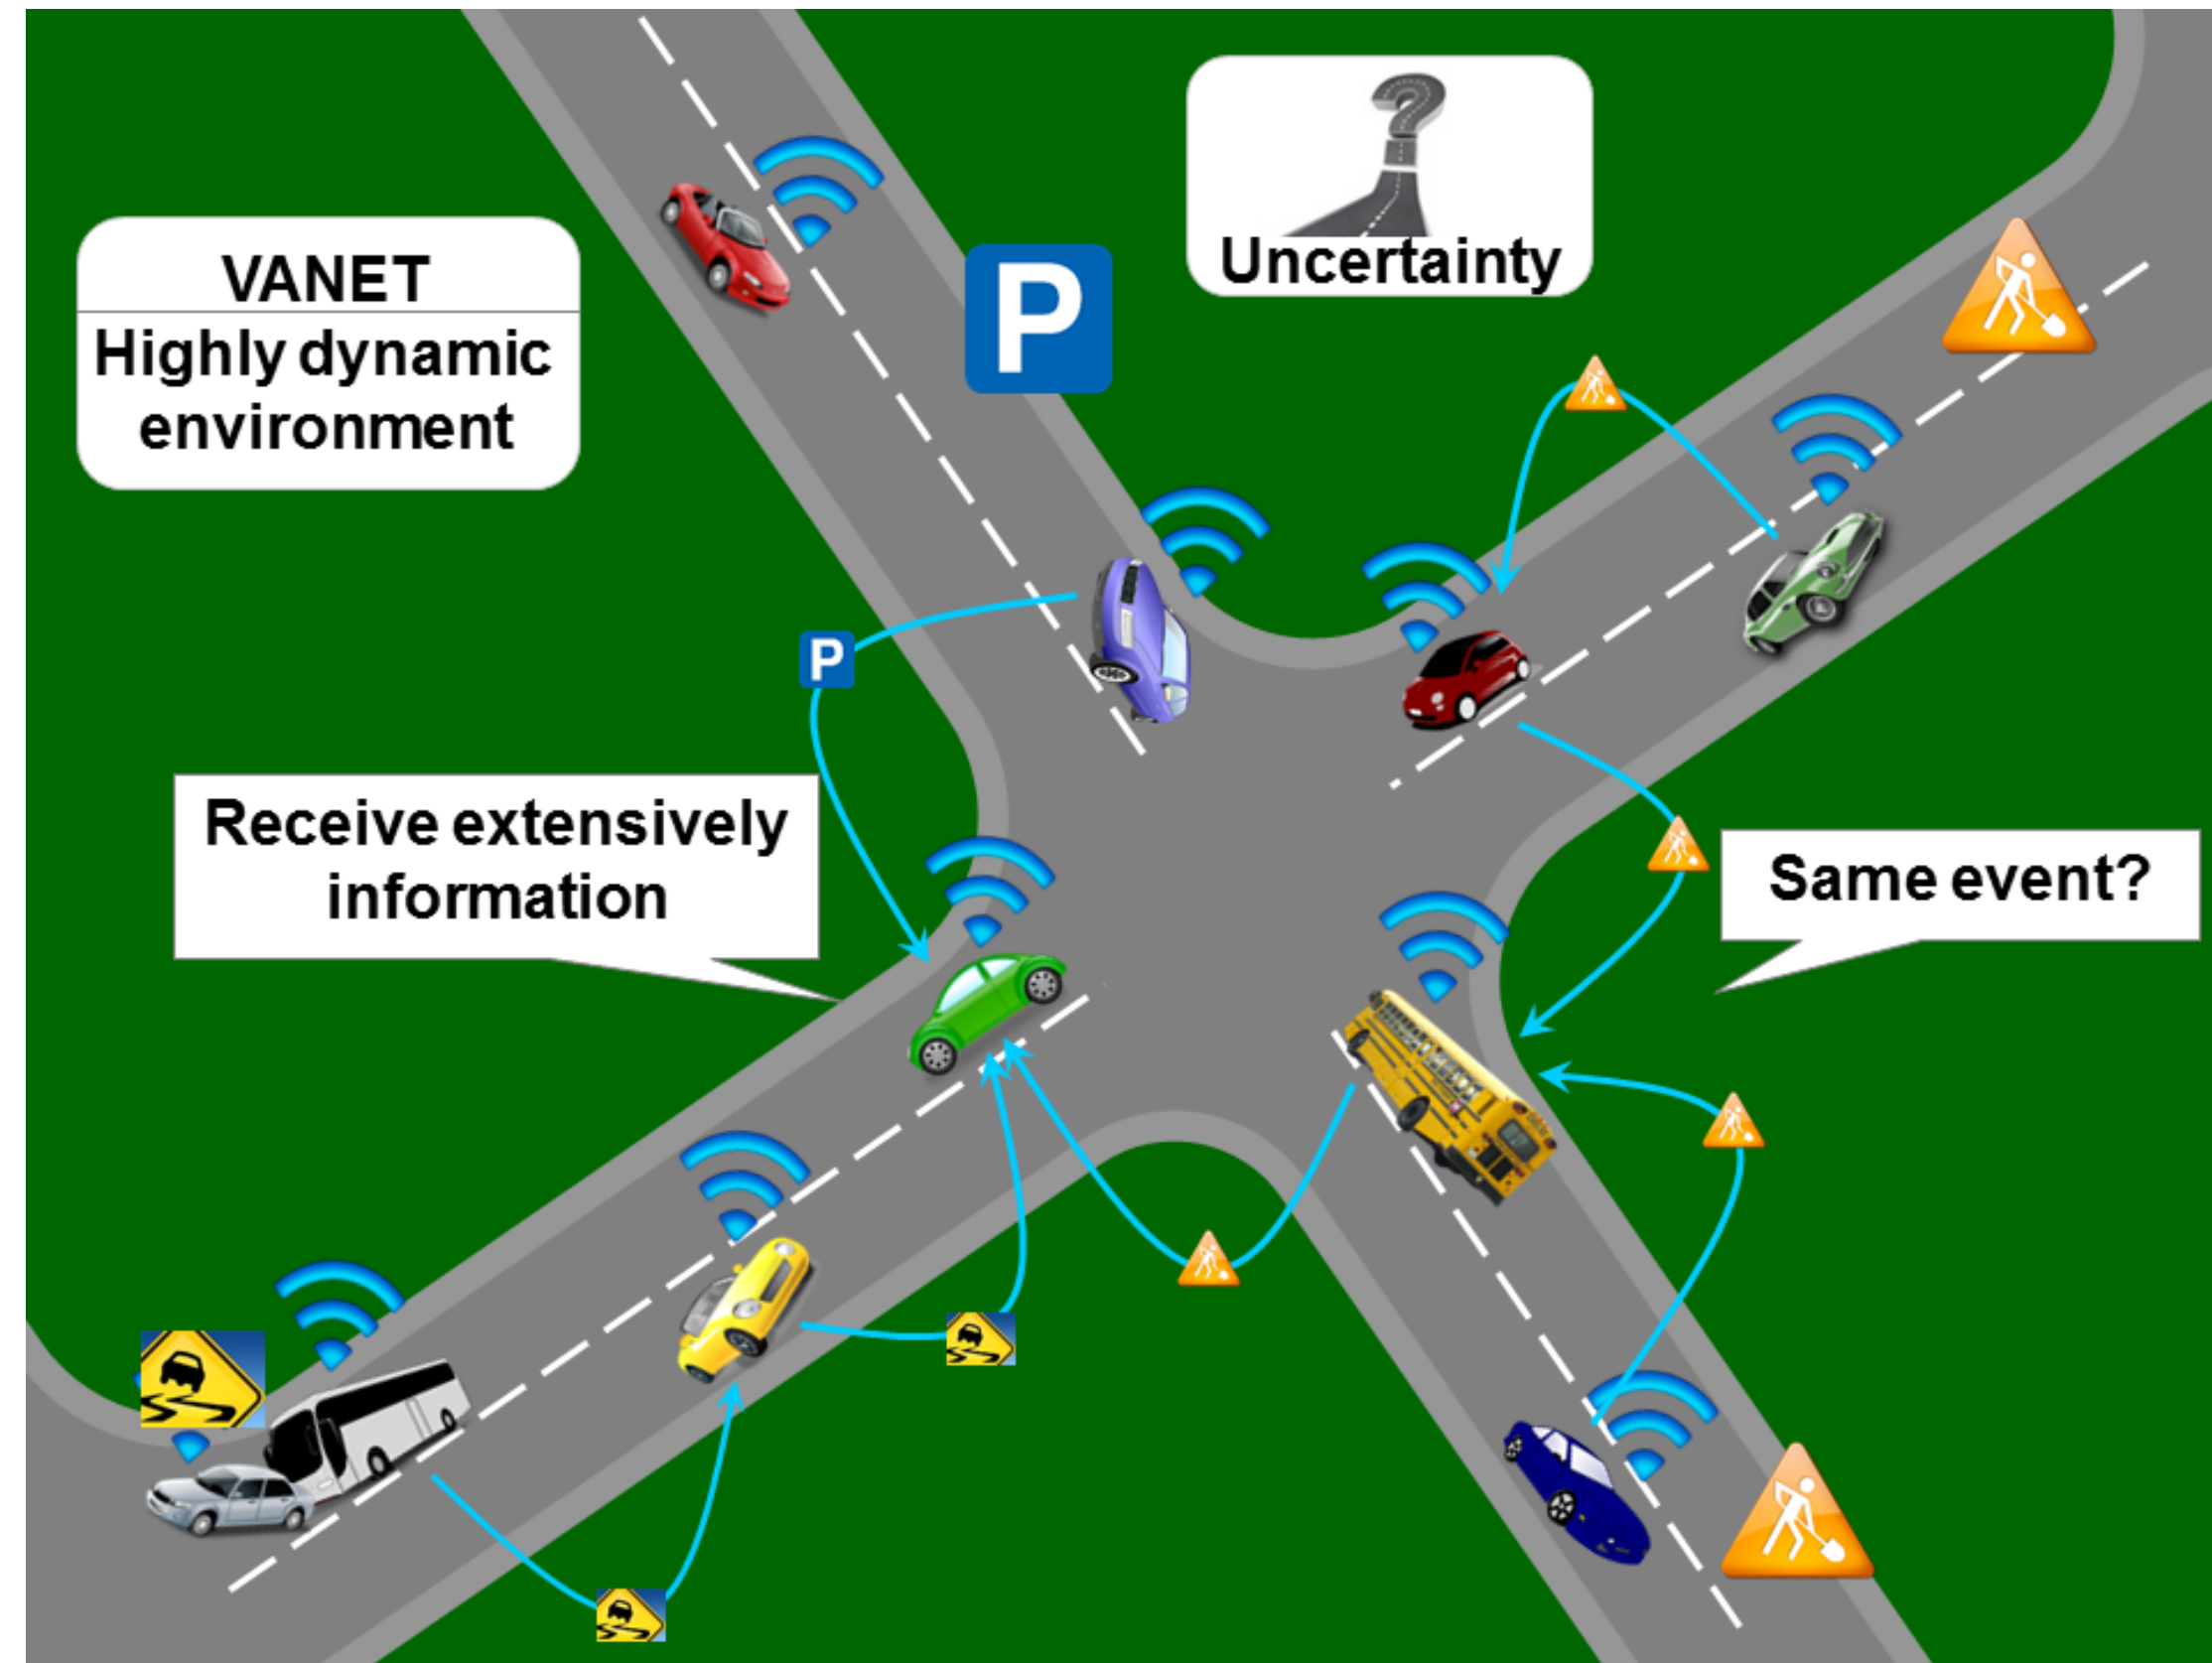 VANET
Highly dynamic
environment
P
Uncertainty
P
Receive extensively
information
Same event?